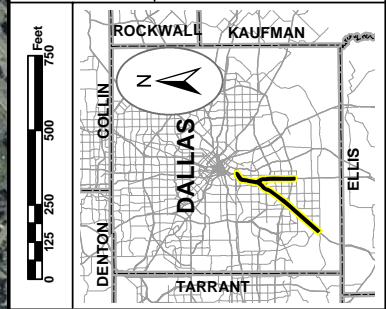 ROCKWALL
KAUFMAN
COLLIN
N
DALLAS
ELLIS
DENTON
TARRANT
Feet
750
500
250
125
0